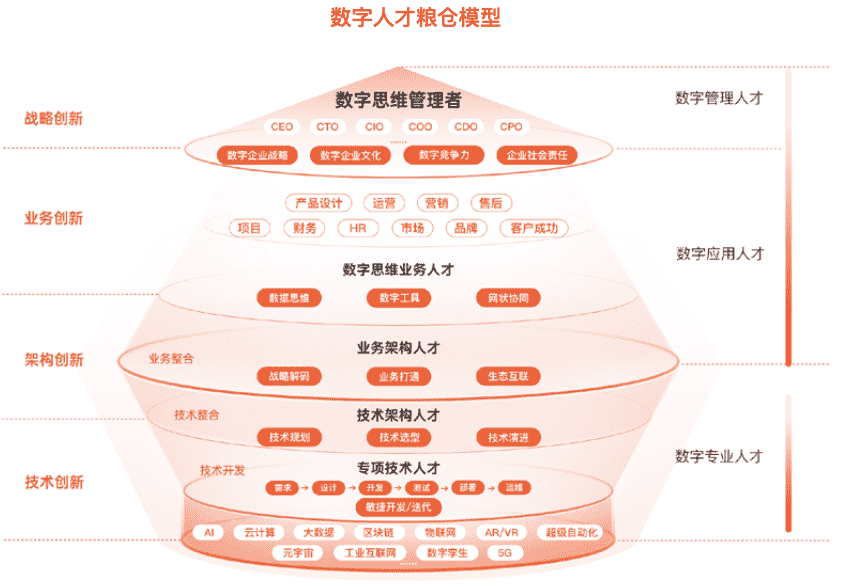 数字人才粮仓模型
数字思维管理者
数字管理人才
战略创新
CEO CTO CIO COO CDO CPO
......
数字企业战略 数字企业文化 数字竞争力 企业社会责任
产品设计 运营 营销 售后
业务创新
项目 财务 HR 市场 品牌 客户成功
数字应用人才
数字思维业务人才
数据思维 数字工具 网状协同
业务架构人才
架构创新 业务整合
战略解码 业务打通 生态互联
技术整合 技术架构人才
技术规划 技术选型 技术演进
数字专业人才
技术开发 专项技术人才
技术创新
需求 → 设计 → 开发 → 测试 → 部署 → 运维
敏捷开发/迭代
AI 云计算 大数据 区块链 物联网 AR/VR 超级自动化
元宇宙 工业互联网 数字孪生 5G
......